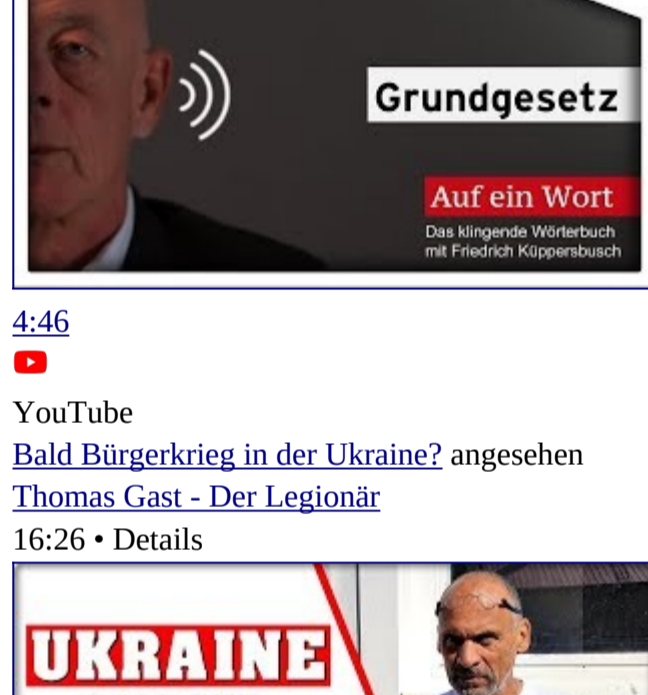 Grundgesetz
Auf ein Wort
Das klingende Wörterbuch
mit Friedrich Küppersbusch
4:46
YouTube
Bald Bürgerkrieg in der Ukraine? angesehen
Thomas Gast - Der Legionär
16:26 • Details
UKRAINE